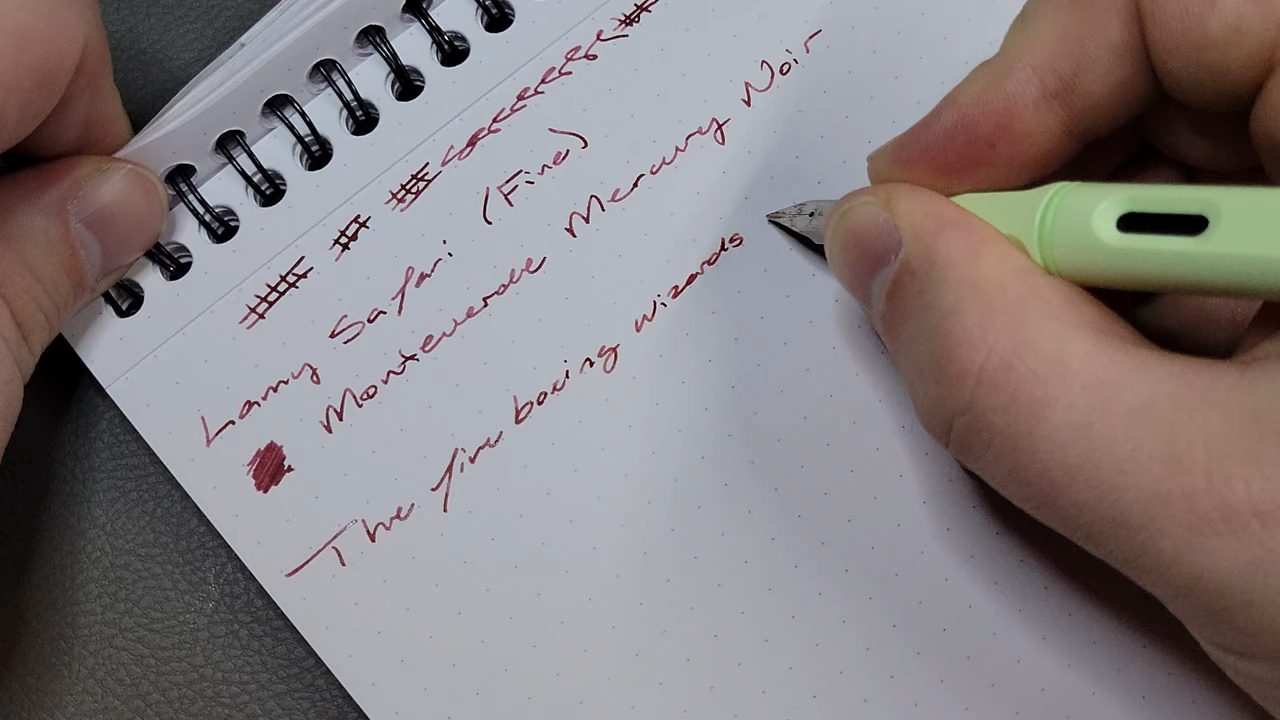 Lamy Safari (Fine)
Monteverde Mercury Noir
The five boxing wizards